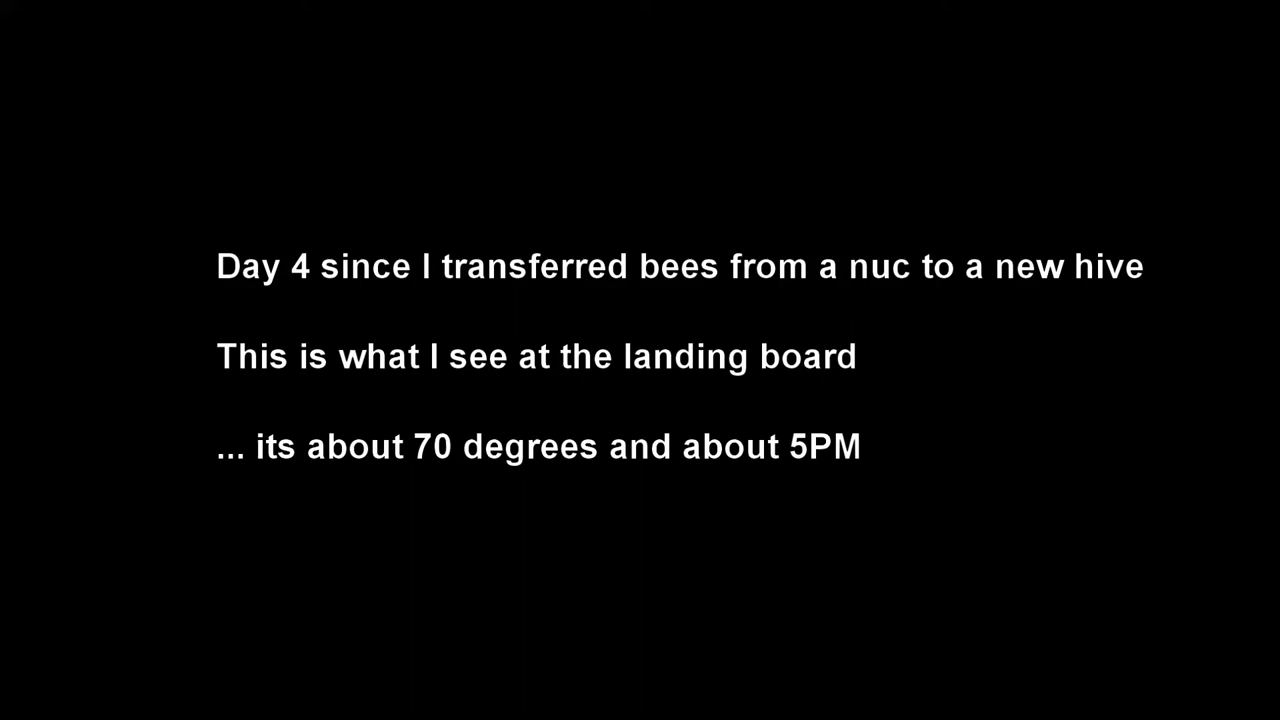 Day 4 since I transferred bees from a nuc to a new hive
This is what I see at the landing board
... its about 70 degrees and about 5PM